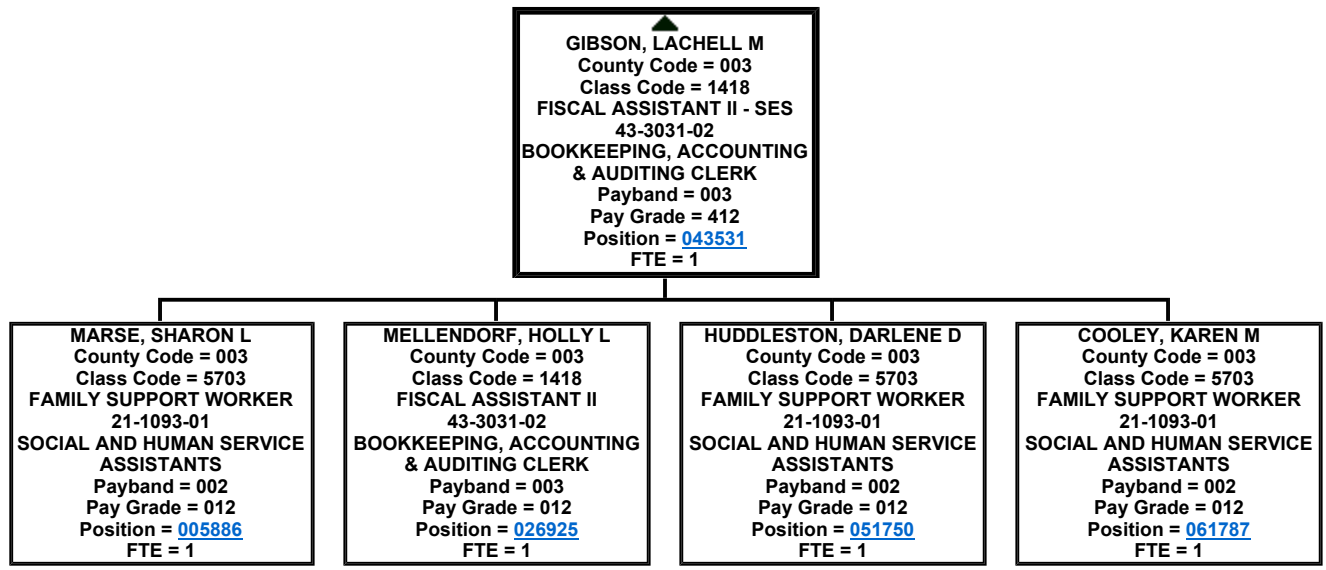 GIBSON, LACHELL M
County Code = 003
Class Code = 1418
FISCAL ASSISTANT II - SES
43-3031-02
BOOKKEEPING, ACCOUNTING
& AUDITING CLERK
Payband = 003
Pay Grade = 412
Position = 043531
FTE = 1
MARSE, SHARON L
County Code = 003
Class Code = 5703
FAMILY SUPPORT WORKER
21-1093-01
SOCIAL AND HUMAN SERVICE
ASSISTANTS
Payband = 002
Pay Grade = 012
Position = 005886
FTE = 1
MELLENDORF, HOLLY L
County Code = 003
Class Code = 1418
FISCAL ASSISTANT II
43-3031-02
BOOKKEEPING, ACCOUNTING
& AUDITING CLERK
Payband = 003
Pay Grade = 012
Position = 026925
FTE = 1
HUDDLESTON, DARLENE D
County Code = 003
Class Code = 5703
FAMILY SUPPORT WORKER
21-1093-01
SOCIAL AND HUMAN SERVICE
ASSISTANTS
Payband = 002
Pay Grade = 012
Position = 051750
FTE = 1
COOLEY, KAREN M
County Code = 003
Class Code = 5703
FAMILY SUPPORT WORKER
21-1093-01
SOCIAL AND HUMAN SERVICE
ASSISTANTS
Payband = 002
Pay Grade = 012
Position = 061787
FTE = 1